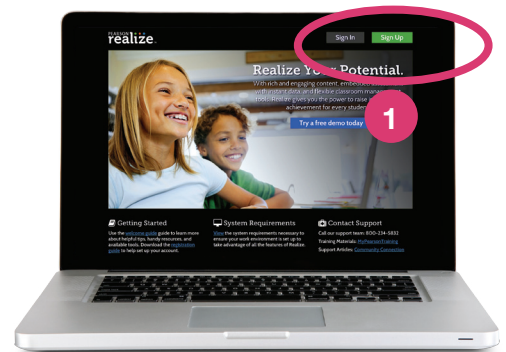 PEARSON
realize
Sign In
Sign Up
Realize Your Potential.
With rich and engaging content, embedded
with instant data, and flexible classroom management
tools, Realize gives you the power to raise
achievement for every student
Try a free demo today
1
Getting Started
Use the welcome guide guide to learn more
about helpful tips, handy resources, and
available tools. Download the registration
guide to help set up your account.
System Requirements
View the system requirements necessary to
ensure your work environment is set up to
take advantage of all the features of Realize.
Contact Support
Call our support team: 800-234-5832
Training Materials: MyPearsonTraining
Support Articles: Community Connection